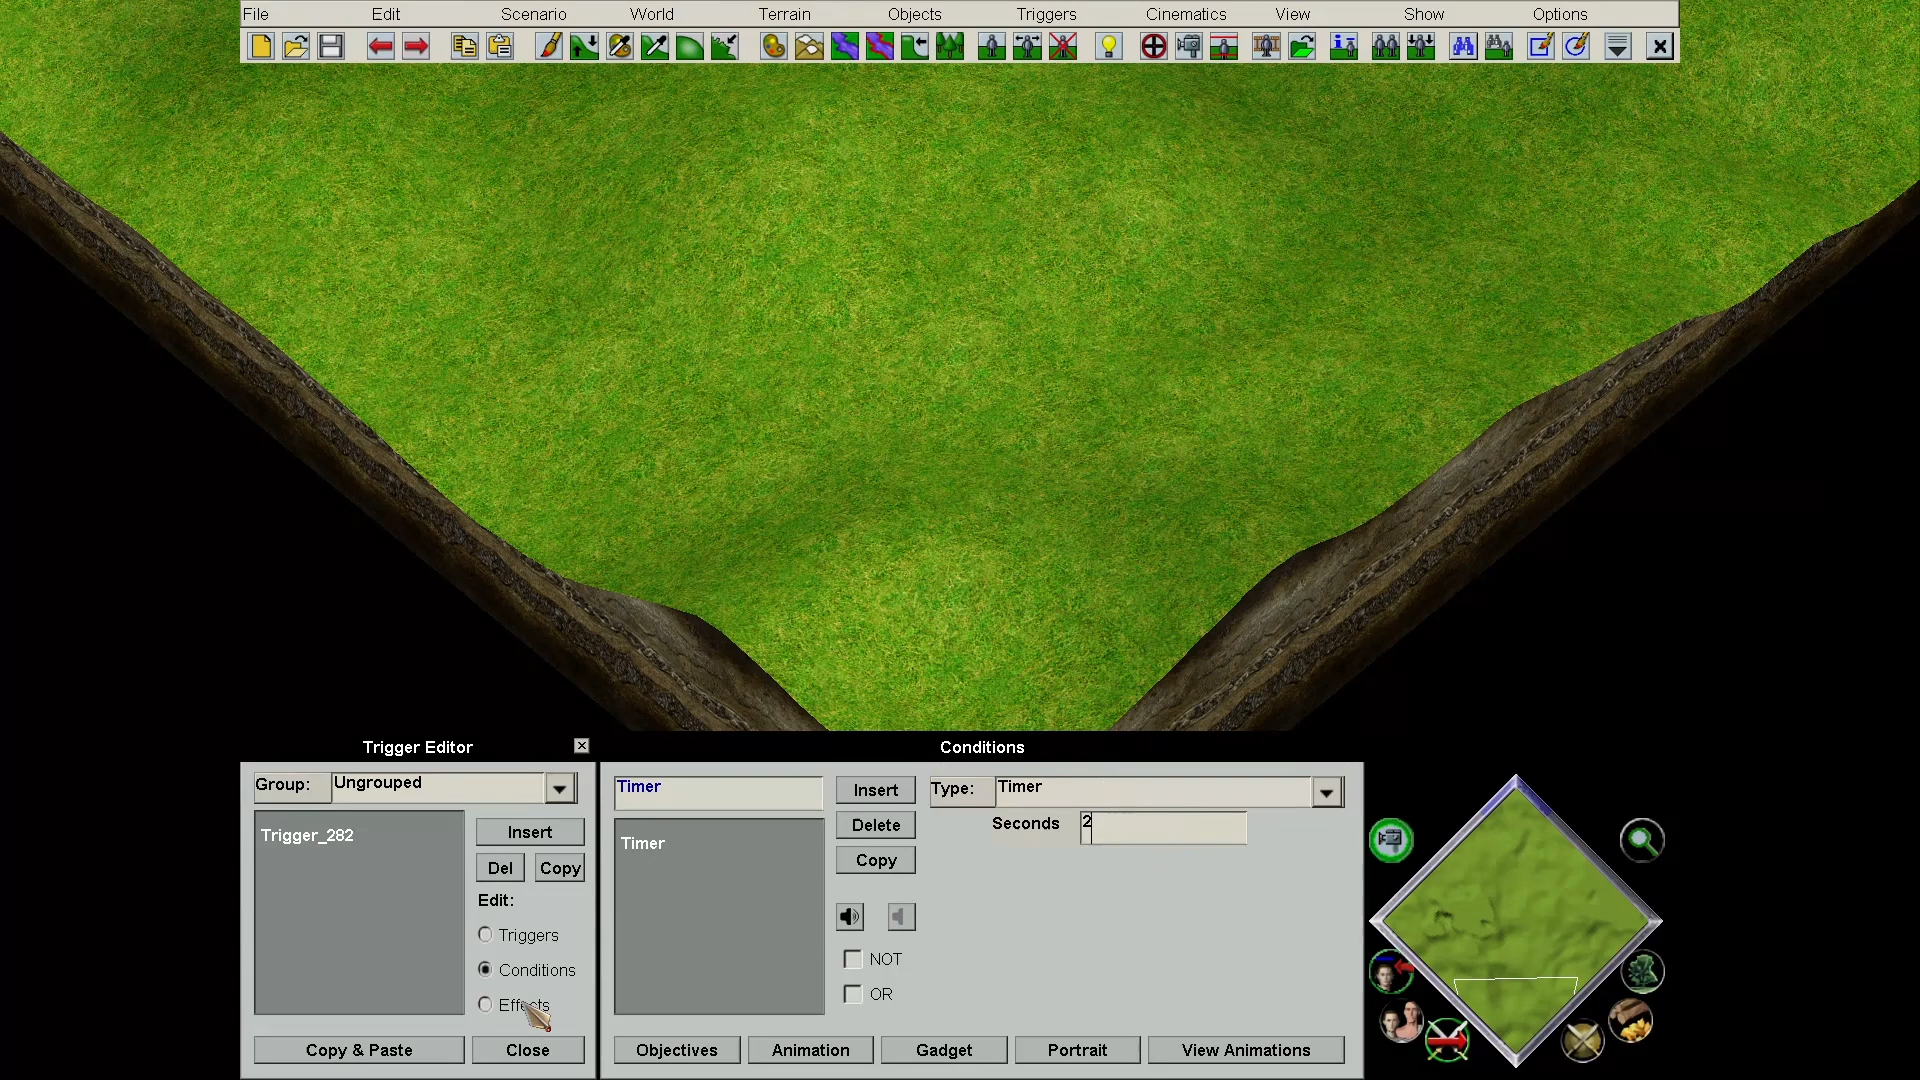 File Edit Scenario World Terrain Objects Triggers Cinematics View Show Options
Trigger Editor
Group: Ungrouped
Trigger_282
Insert
Del Copy
Edit:
Triggers
Conditions
Effects
Copy & Paste Close
Conditions
Timer
Timer
Insert
Delete
Copy
NOT
OR
Type: Timer
Seconds 2
Objectives Animation Gadget Portrait View Animations